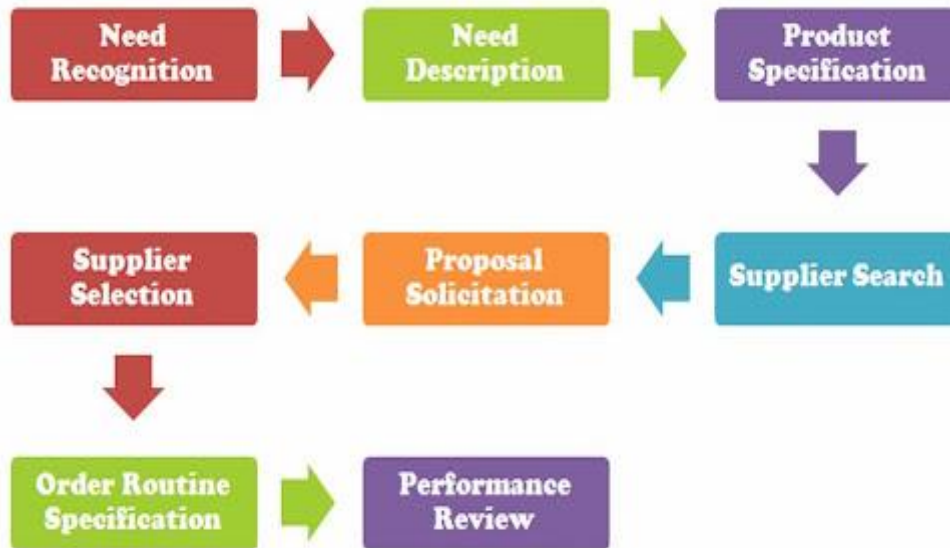 Need
Recognition
Need
Description
Product
Specification
Supplier Search
Proposal
Solicitation
Supplier
Selection
Order Routine
Specification
Performance
Review